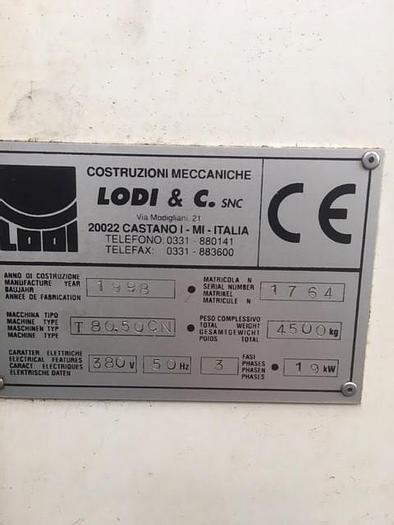 LODI
COSTRUZIONI MECCANICHE
LODI & C. SNC
Via Modigliani, 21
20022 CASTANO I - MI - ITALIA
TELEFONO: 0331 - 880141
TELEFAX: 0331 - 883600
CE
ANNO DI COSTRUZIONE
MANUFACTURE YEAR
BAUJAHR
ANNEE DE FABRICATION
1998
MATRICOLA N
SERIAL NUMBER
MATRIKEL
MATRICULE N
1764
MACCHINA TIPO
MACHINE TYPE
MASCHINEN TYP
MACHINE TYPE
T80.50CN
PESO COMPLESSIVO
TOTAL WEIGHT
GESAMTGEWICHT
POIDS TOTAL
4500 kg
CARATTER. ELETTRICHE
ELECTRICAL FEATURES
CARACT. ELECTRIQUES
ELEKTRISCHE DATEN
380 V
50 Hz
3
FASI
PHASES
PHASEN
PHASES
19 kW